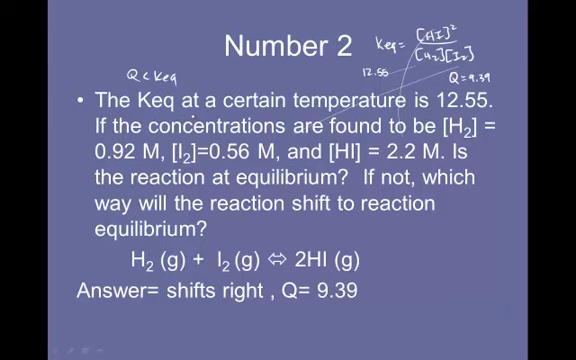 Number 2
Keq = [HI]²
[H₂][I₂]
12.55
Q = 9.39
Q < Keq
• The Keq at a certain temperature is 12.55.
If the concentrations are found to be [H₂] =
0.92 M, [I₂]=0.56 M, and [HI] = 2.2 M. Is
the reaction at equilibrium? If not, which
way will the reaction shift to reaction
equilibrium?
H₂ (g) + I₂ (g) ⇔ 2HI (g)
Answer= shifts right , Q= 9.39